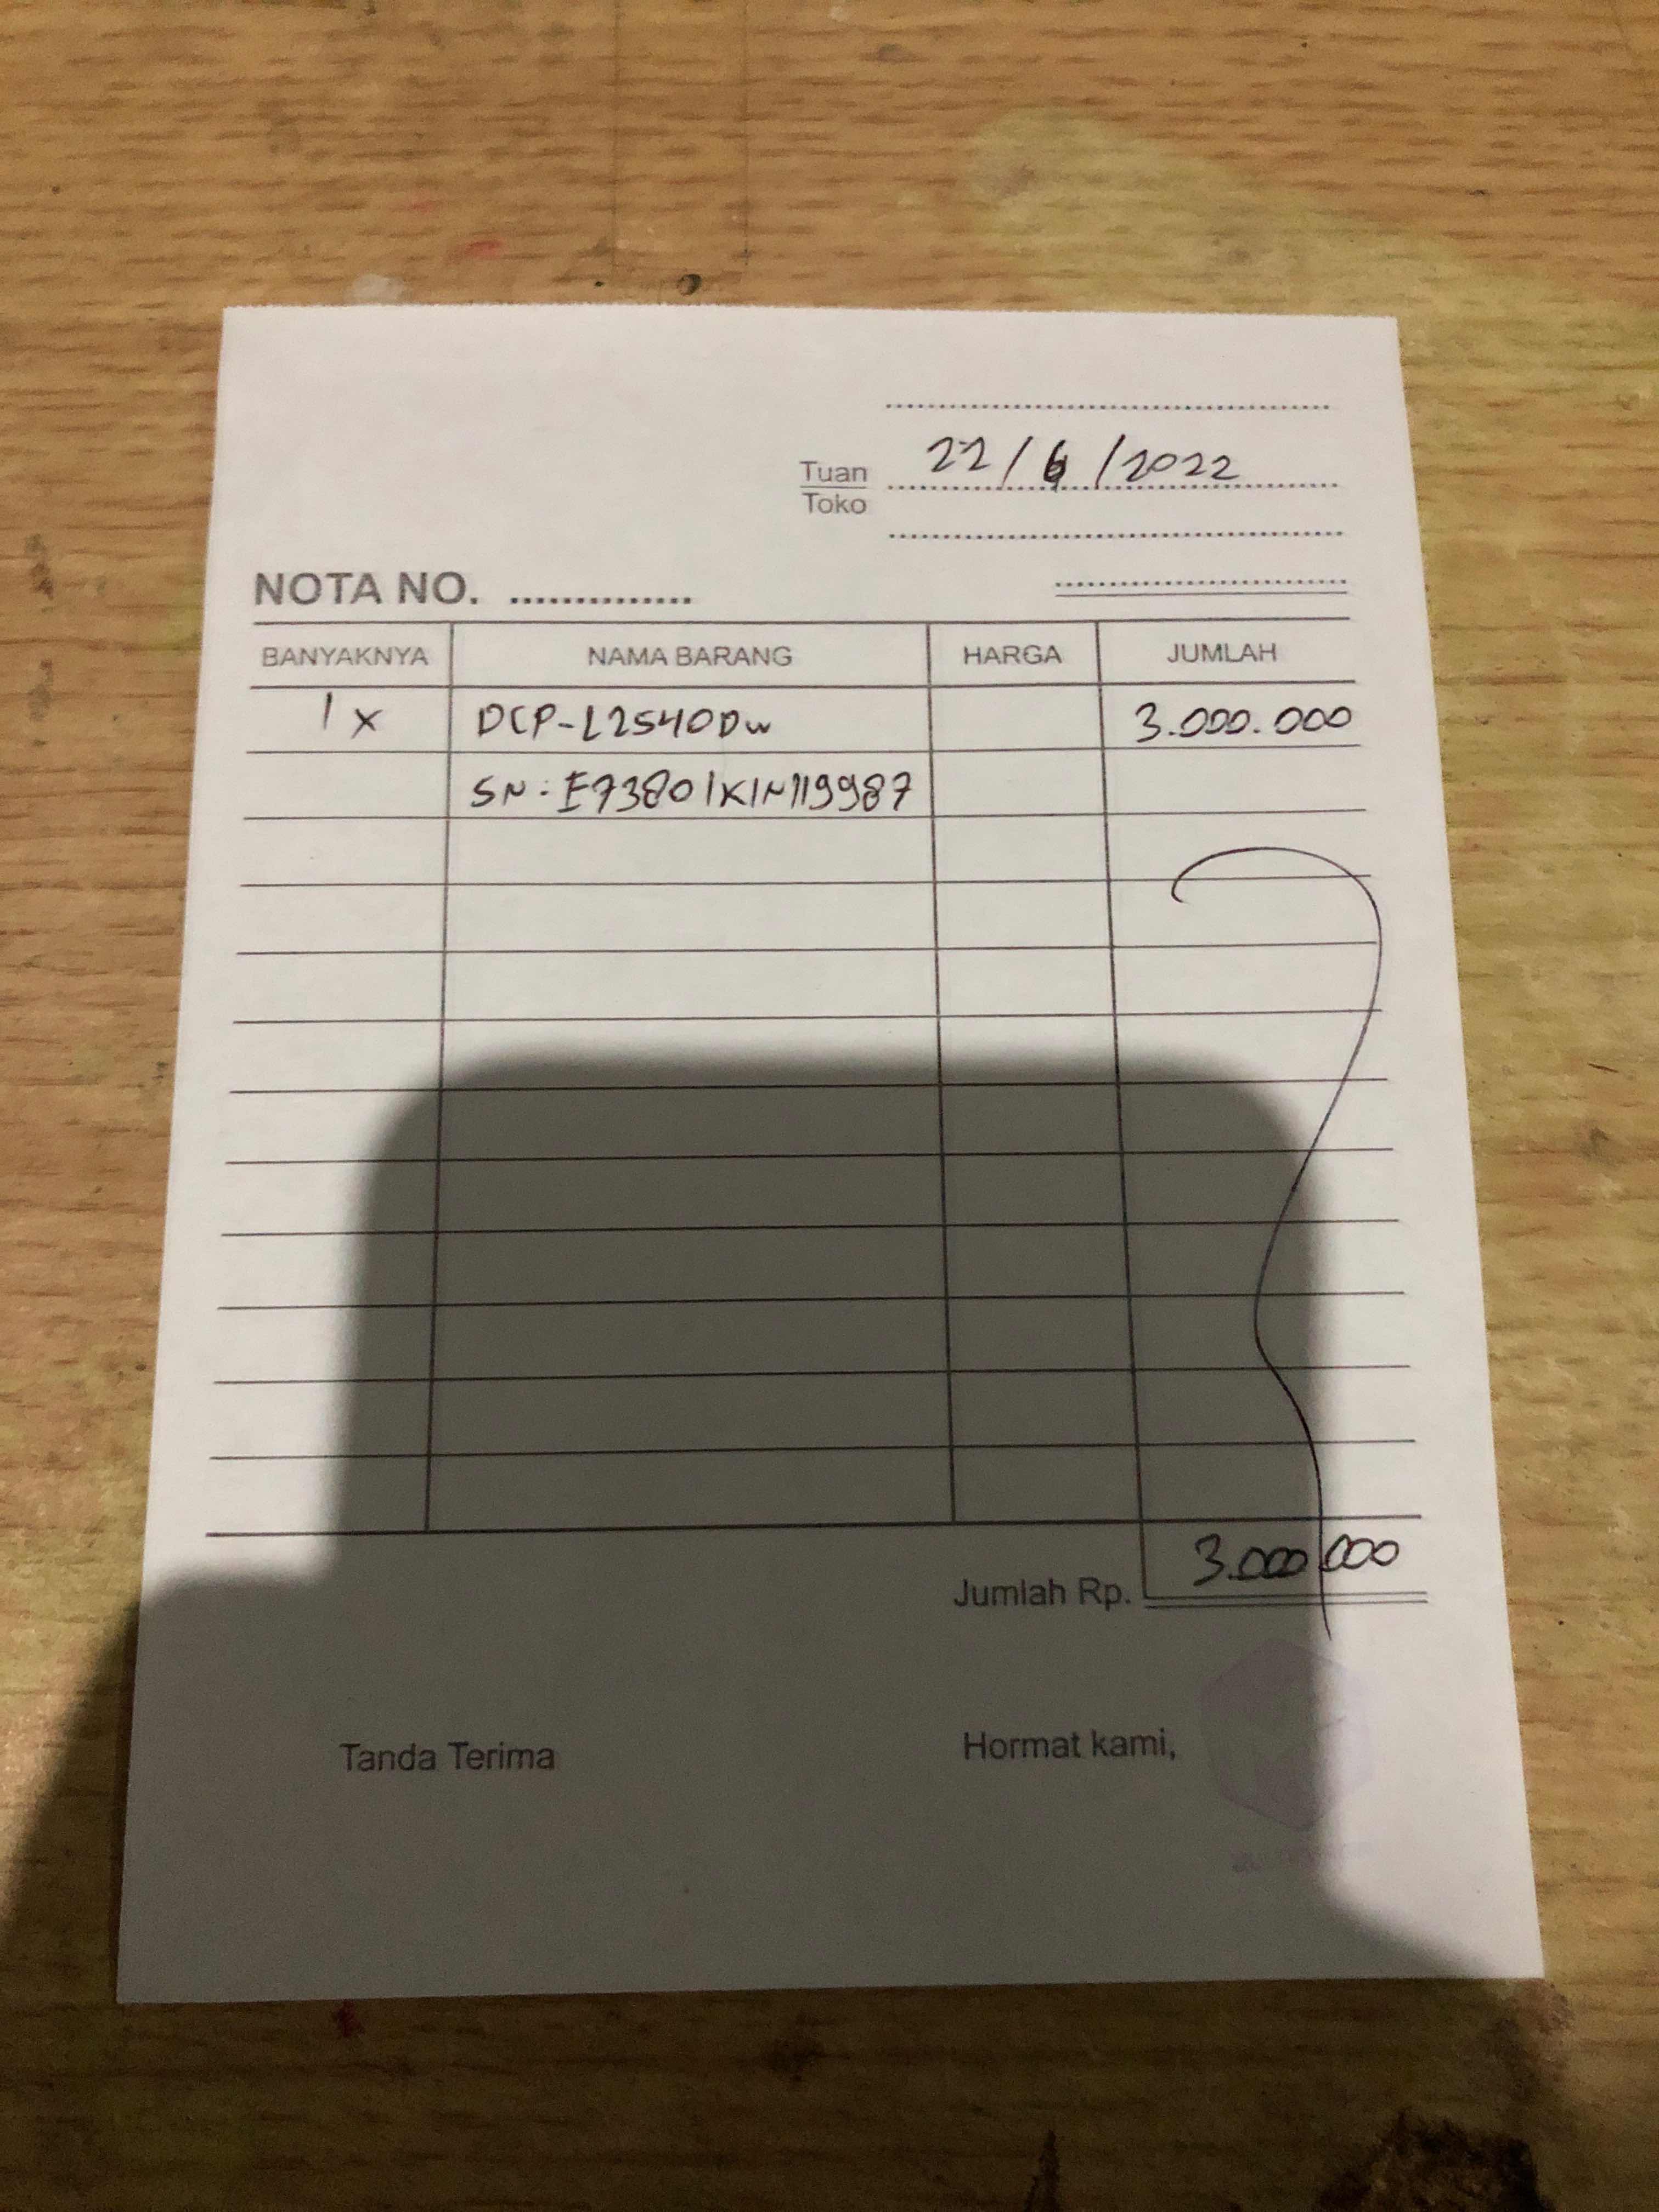 22/6/2022
Tuan
Toko
NOTA NO. ..............
BANYAKNYA NAMA BARANG HARGA JUMLAH
1 x DCP-L2540DW 3.000.000
SN: E73801K1N119987
Jumlah Rp. 3.000.000
Tanda Terima Hormat kami,